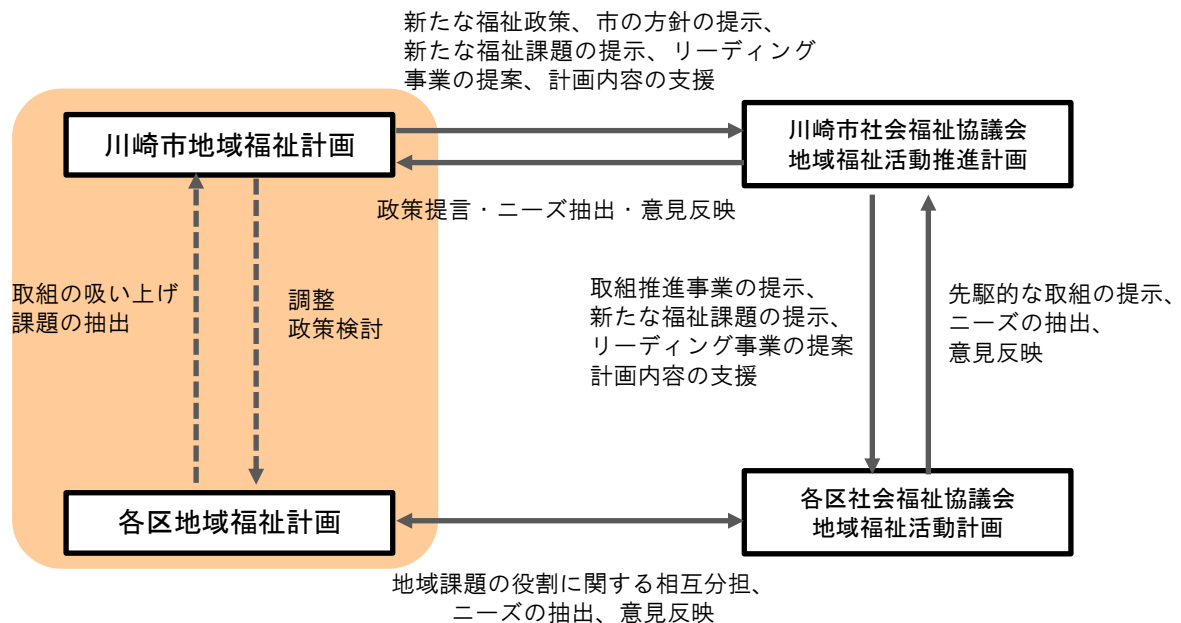 新たな福祉政策、市の方針の提示、
新たな福祉課題の提示、リーディング
事業の提案、計画内容の支援
川崎市地域福祉計画
川崎市社会福祉協議会
地域福祉活動推進計画
政策提言・ニーズ抽出・意見反映
取組の吸い上げ
課題の抽出
調整
政策検討
取組推進事業の提示、
新たな福祉課題の提示、
リーディング事業の提案
計画内容の支援
先駆的な取組の提示、
ニーズの抽出、
意見反映
各区地域福祉計画
各区社会福祉協議会
地域福祉活動計画
地域課題の役割に関する相互分担、
ニーズの抽出、意見反映